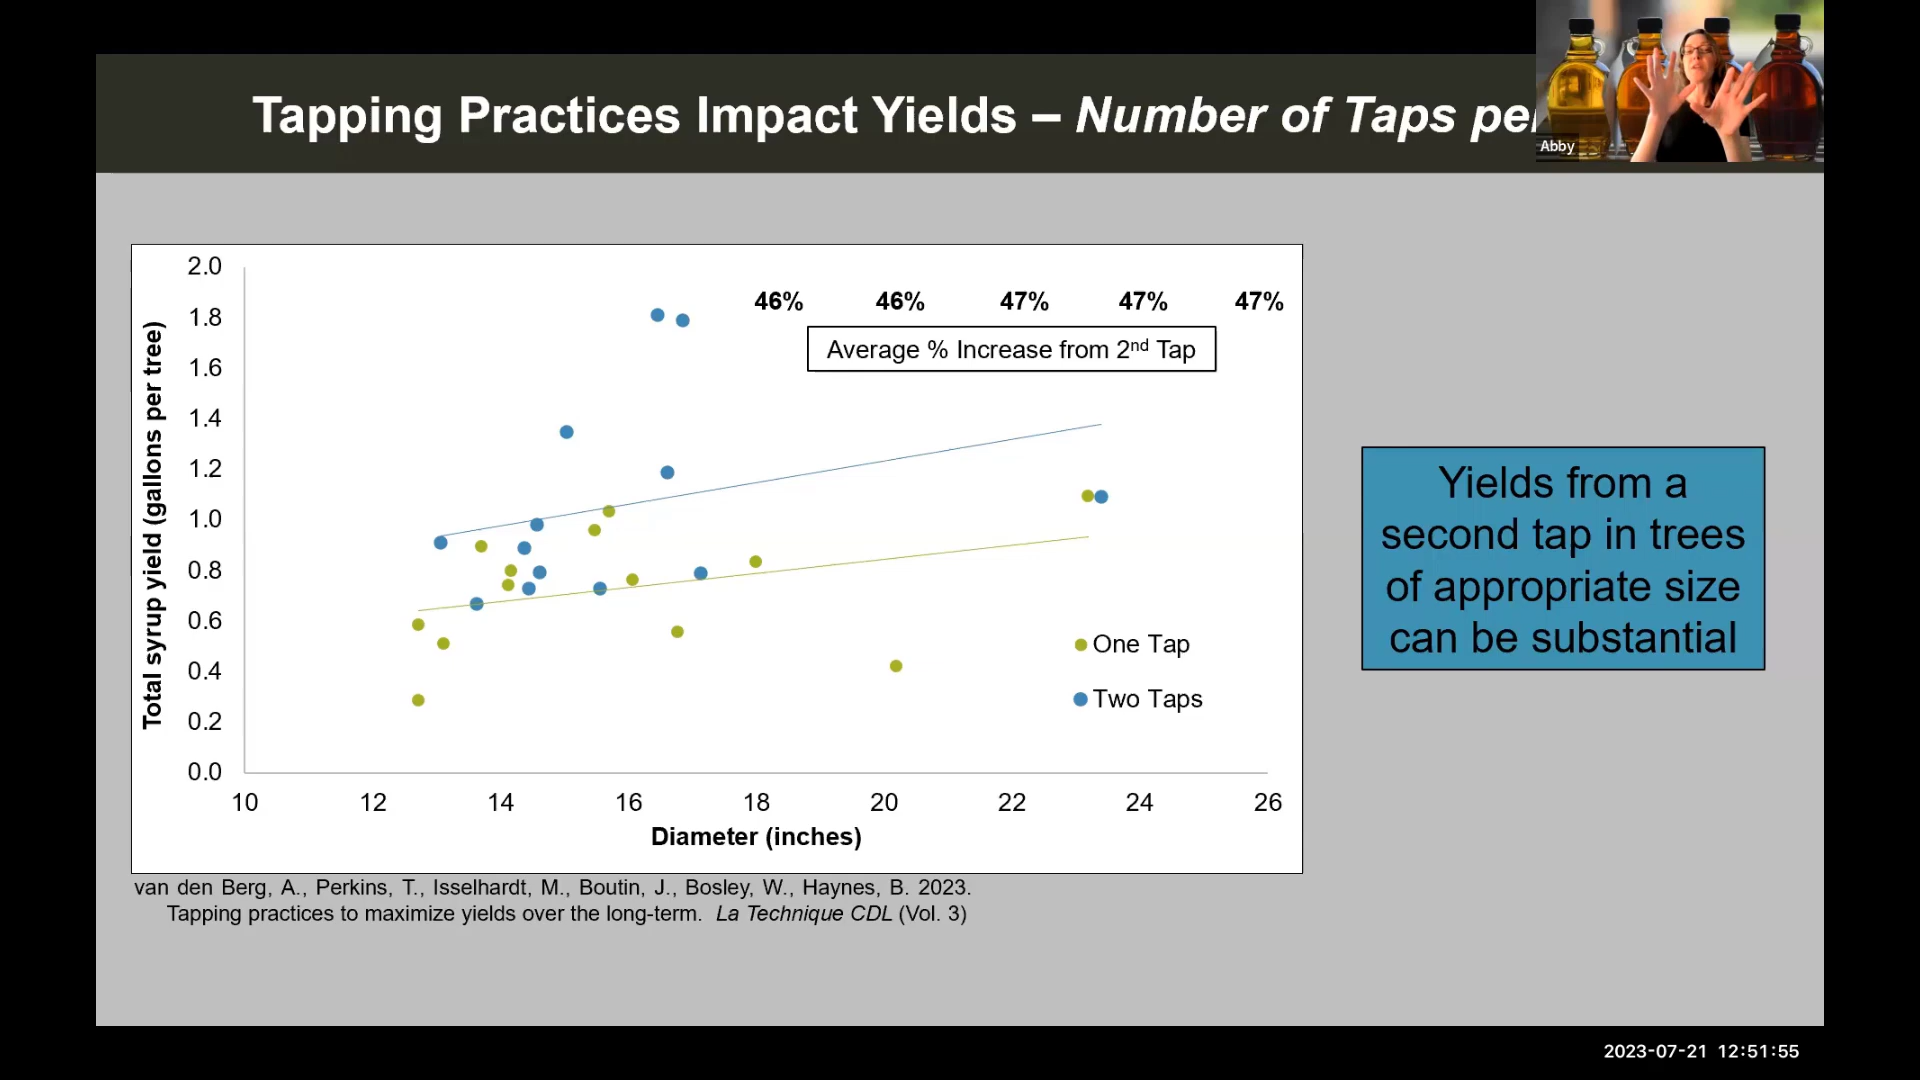 Tapping Practices Impact Yields – Number of Taps per
Abby
2.0
1.8
1.6
1.4
1.2
1.0
0.8
0.6
0.4
0.2
0.0
Total syrup yield (gallons per tree)
46% 46% 47% 47% 47%
Average % Increase from 2nd Tap
One Tap
Two Taps
10 12 14 16 18 20 22 24 26
Diameter (inches)
Yields from a
second tap in trees
of appropriate size
can be substantial
van den Berg, A., Perkins, T., Isselhardt, M., Boutin, J., Bosley, W., Haynes, B. 2023.
Tapping practices to maximize yields over the long-term. La Technique CDL (Vol. 3)
2023-07-21 12:51:55